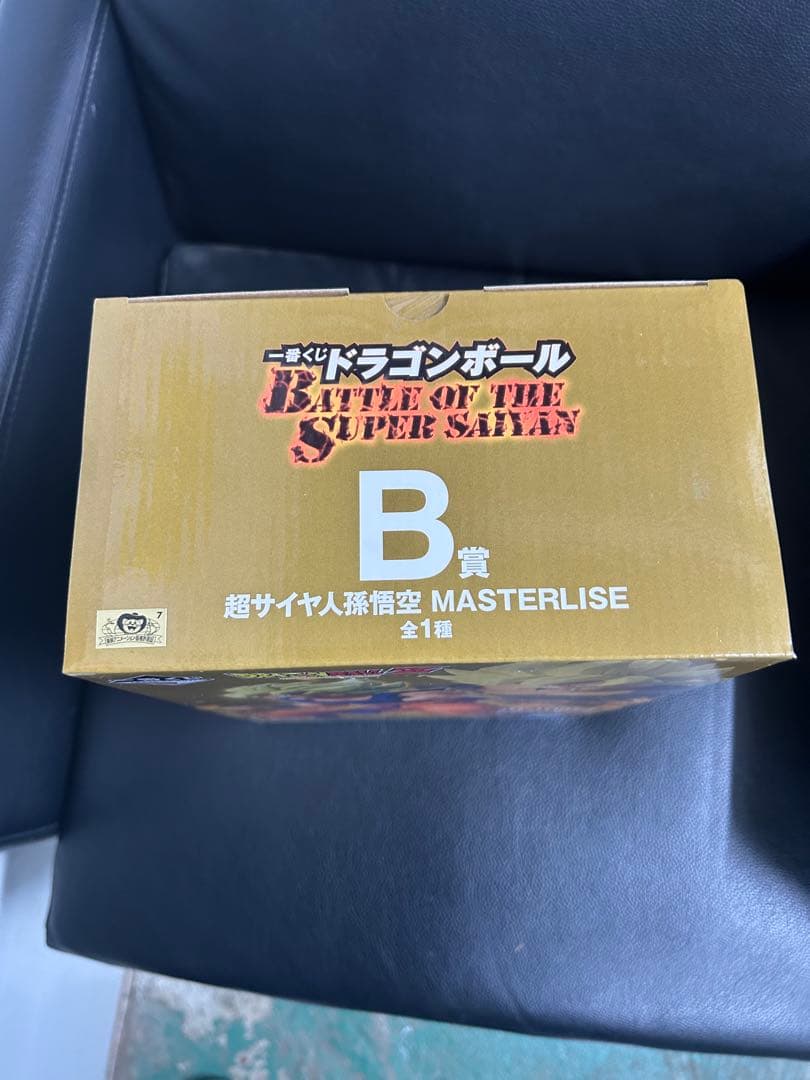 一番くじ ドラゴンボール
BATTLE OF THE
SUPER SAIYAN
B賞
超サイヤ人孫悟空 MASTERLISE
全1種
7